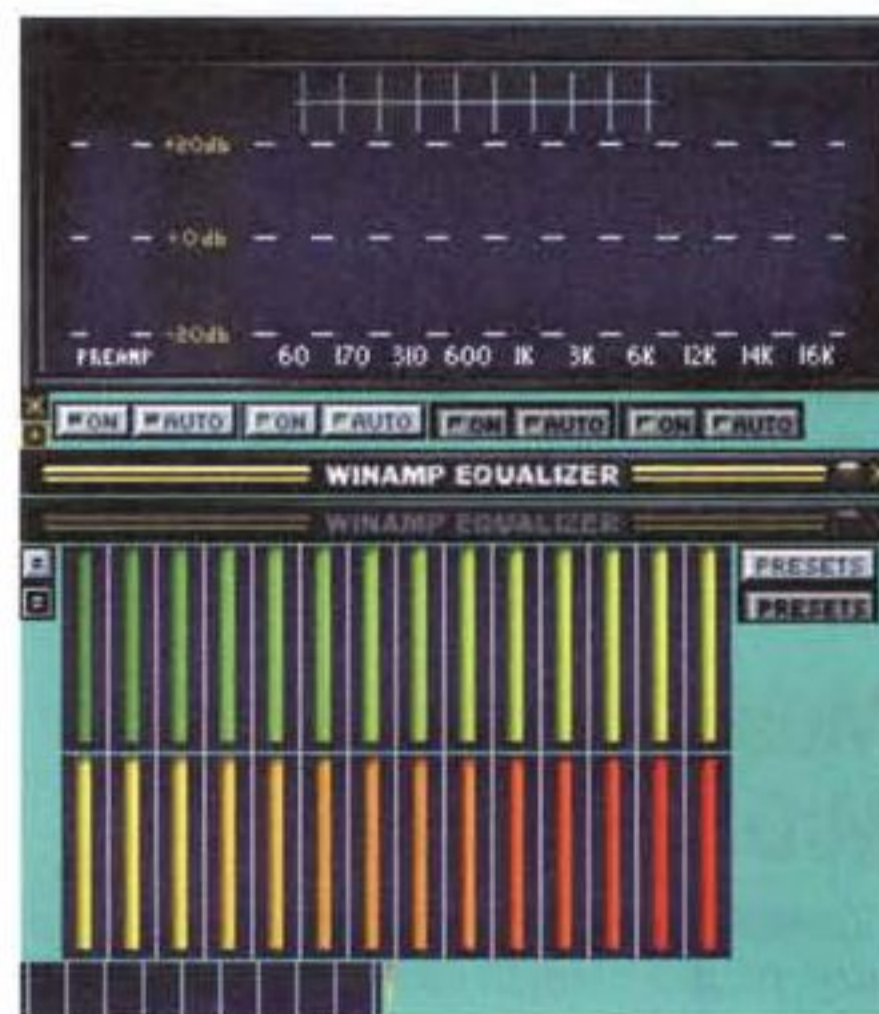 +20db
+0db
-20db
PREAMP 60 170 310 600 1K 3K 6K 12K 14K 16K
ON AUTO ON AUTO ON AUTO ON AUTO
WINAMP EQUALIZER
WINAMP EQUALIZER
PRESETS
PRESETS